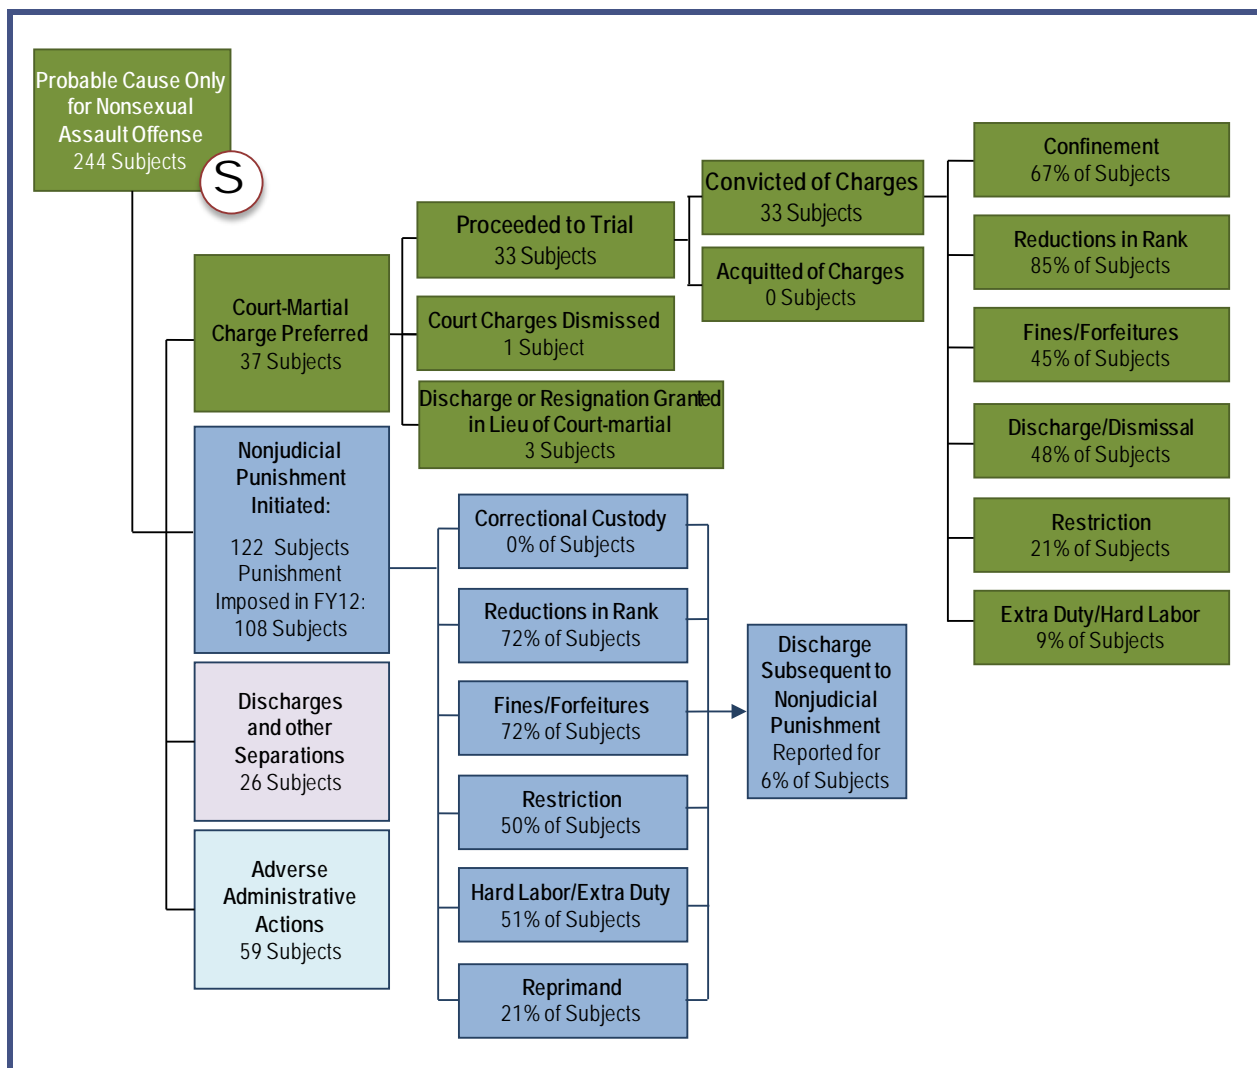 Probable Cause Only
for Nonsexual
Assault Offense
244 Subjects
S
Court-Martial
Charge Preferred
37 Subjects
Proceeded to Trial
33 Subjects
Court Charges Dismissed
1 Subject
Discharge or Resignation Granted
in Lieu of Court-martial
3 Subjects
Convicted of Charges
33 Subjects
Acquitted of Charges
0 Subjects
Confinement
67% of Subjects
Reductions in Rank
85% of Subjects
Fines/Forfeitures
45% of Subjects
Discharge/Dismissal
48% of Subjects
Restriction
21% of Subjects
Extra Duty/Hard Labor
9% of Subjects
Nonjudicial
Punishment
Initiated:
122 Subjects
Punishment
Imposed in FY12:
108 Subjects
Correctional Custody
0% of Subjects
Reductions in Rank
72% of Subjects
Fines/Forfeitures
72% of Subjects
Restriction
50% of Subjects
Hard Labor/Extra Duty
51% of Subjects
Reprimand
21% of Subjects
Discharge
Subsequent to
Nonjudicial
Punishment
Reported for
6% of Subjects
Discharges
and other
Separations
26 Subjects
Adverse
Administrative
Actions
59 Subjects